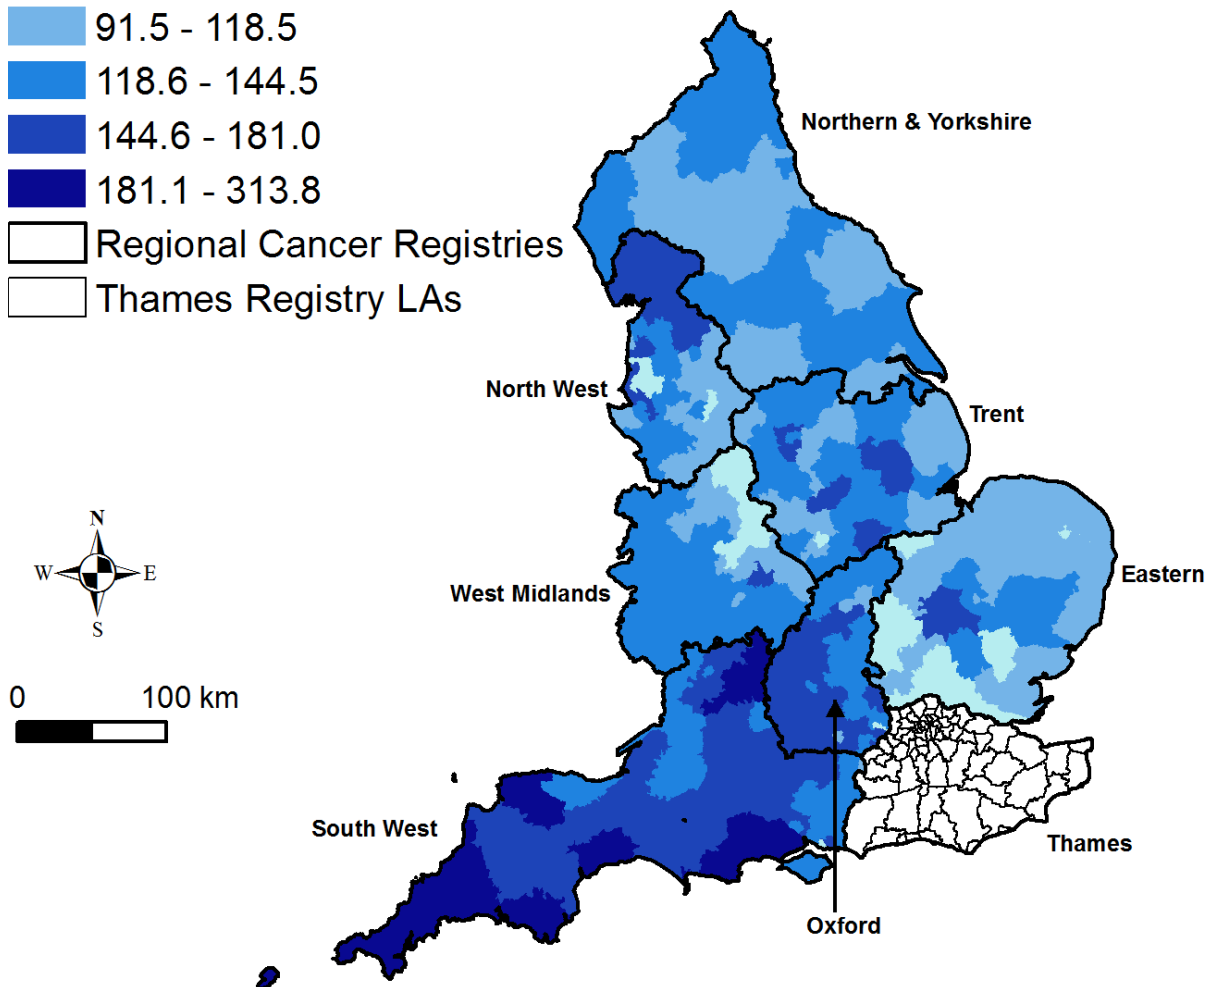 91.5 - 118.5
118.6 - 144.5
144.6 - 181.0
181.1 - 313.8
Regional Cancer Registries
Thames Registry LAs
Northern & Yorkshire
North West
Trent
N
W
E
S
West Midlands
Eastern
0
100 km
South West
Thames
Oxford